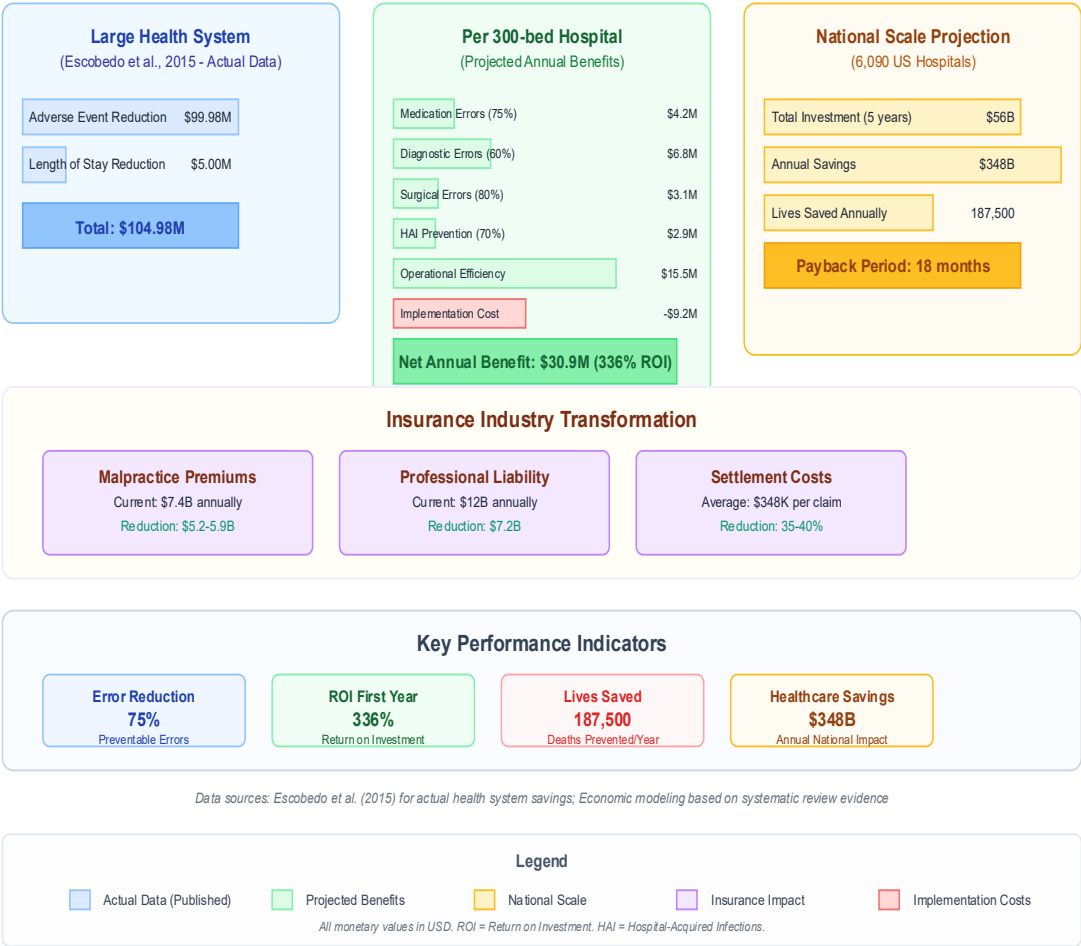 Large Health System
(Escobedo et al., 2015 - Actual Data)
Adverse Event Reduction $99.98M
Length of Stay Reduction $5.00M
Total: $104.98M
Per 300-bed Hospital
(Projected Annual Benefits)
Medication Errors (75%) $4.2M
Diagnostic Errors (60%) $6.8M
Surgical Errors (80%) $3.1M
HAI Prevention (70%) $2.9M
Operational Efficiency $15.5M
Implementation Cost -$9.2M
Net Annual Benefit: $30.9M (336% ROI)
National Scale Projection
(6,090 US Hospitals)
Total Investment (5 years) $56B
Annual Savings $348B
Lives Saved Annually 187,500
Payback Period: 18 months
Insurance Industry Transformation
Malpractice Premiums
Current: $7.4B annually
Reduction: $5.2-5.9B
Professional Liability
Current: $12B annually
Reduction: $7.2B
Settlement Costs
Average: $348K per claim
Reduction: 35-40%
Key Performance Indicators
Error Reduction
75%
Preventable Errors
ROI First Year
336%
Return on Investment
Lives Saved
187,500
Deaths Prevented/Year
Healthcare Savings
$348B
Annual National Impact
Data sources: Escobedo et al. (2015) for actual health system savings; Economic modeling based on systematic review evidence
Legend
Actual Data (Published)
Projected Benefits
National Scale
Insurance Impact
Implementation Costs
All monetary values in USD. ROI = Return on Investment. HAI = Hospital-Acquired Infections.